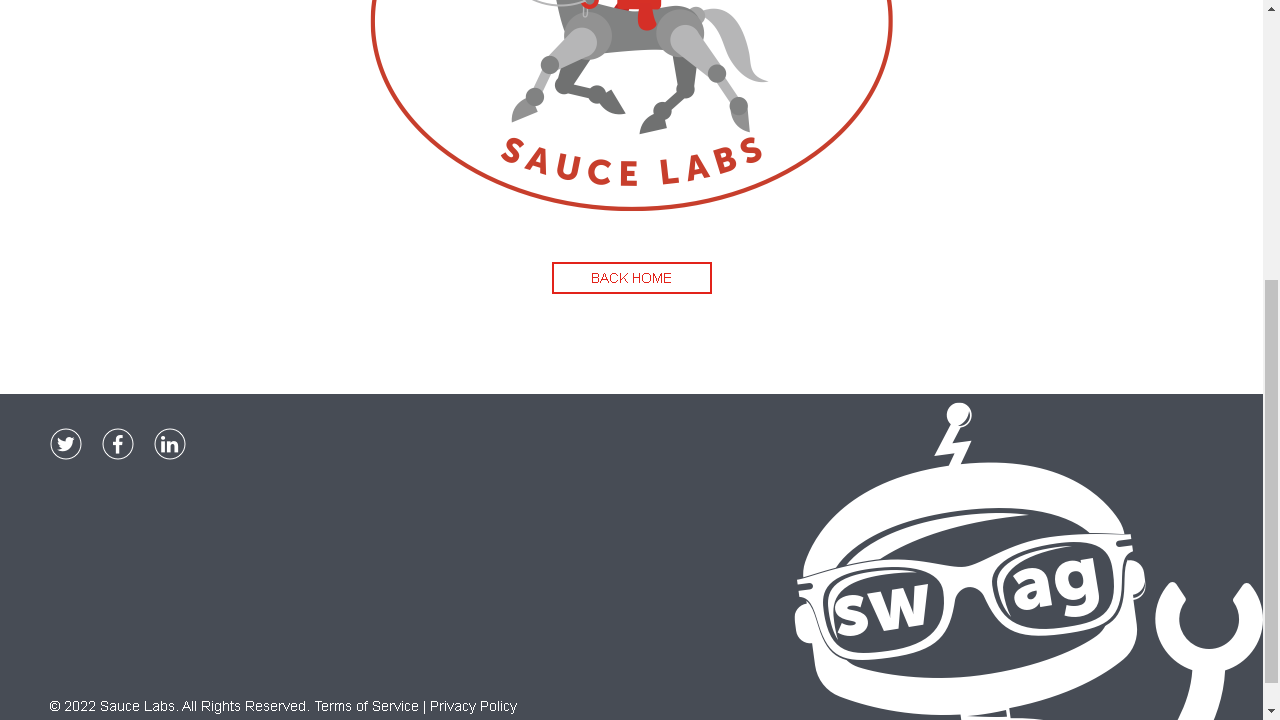 SAUCE LABS
BACK HOME
sw ag
© 2022 Sauce Labs. All Rights Reserved. Terms of Service | Privacy Policy